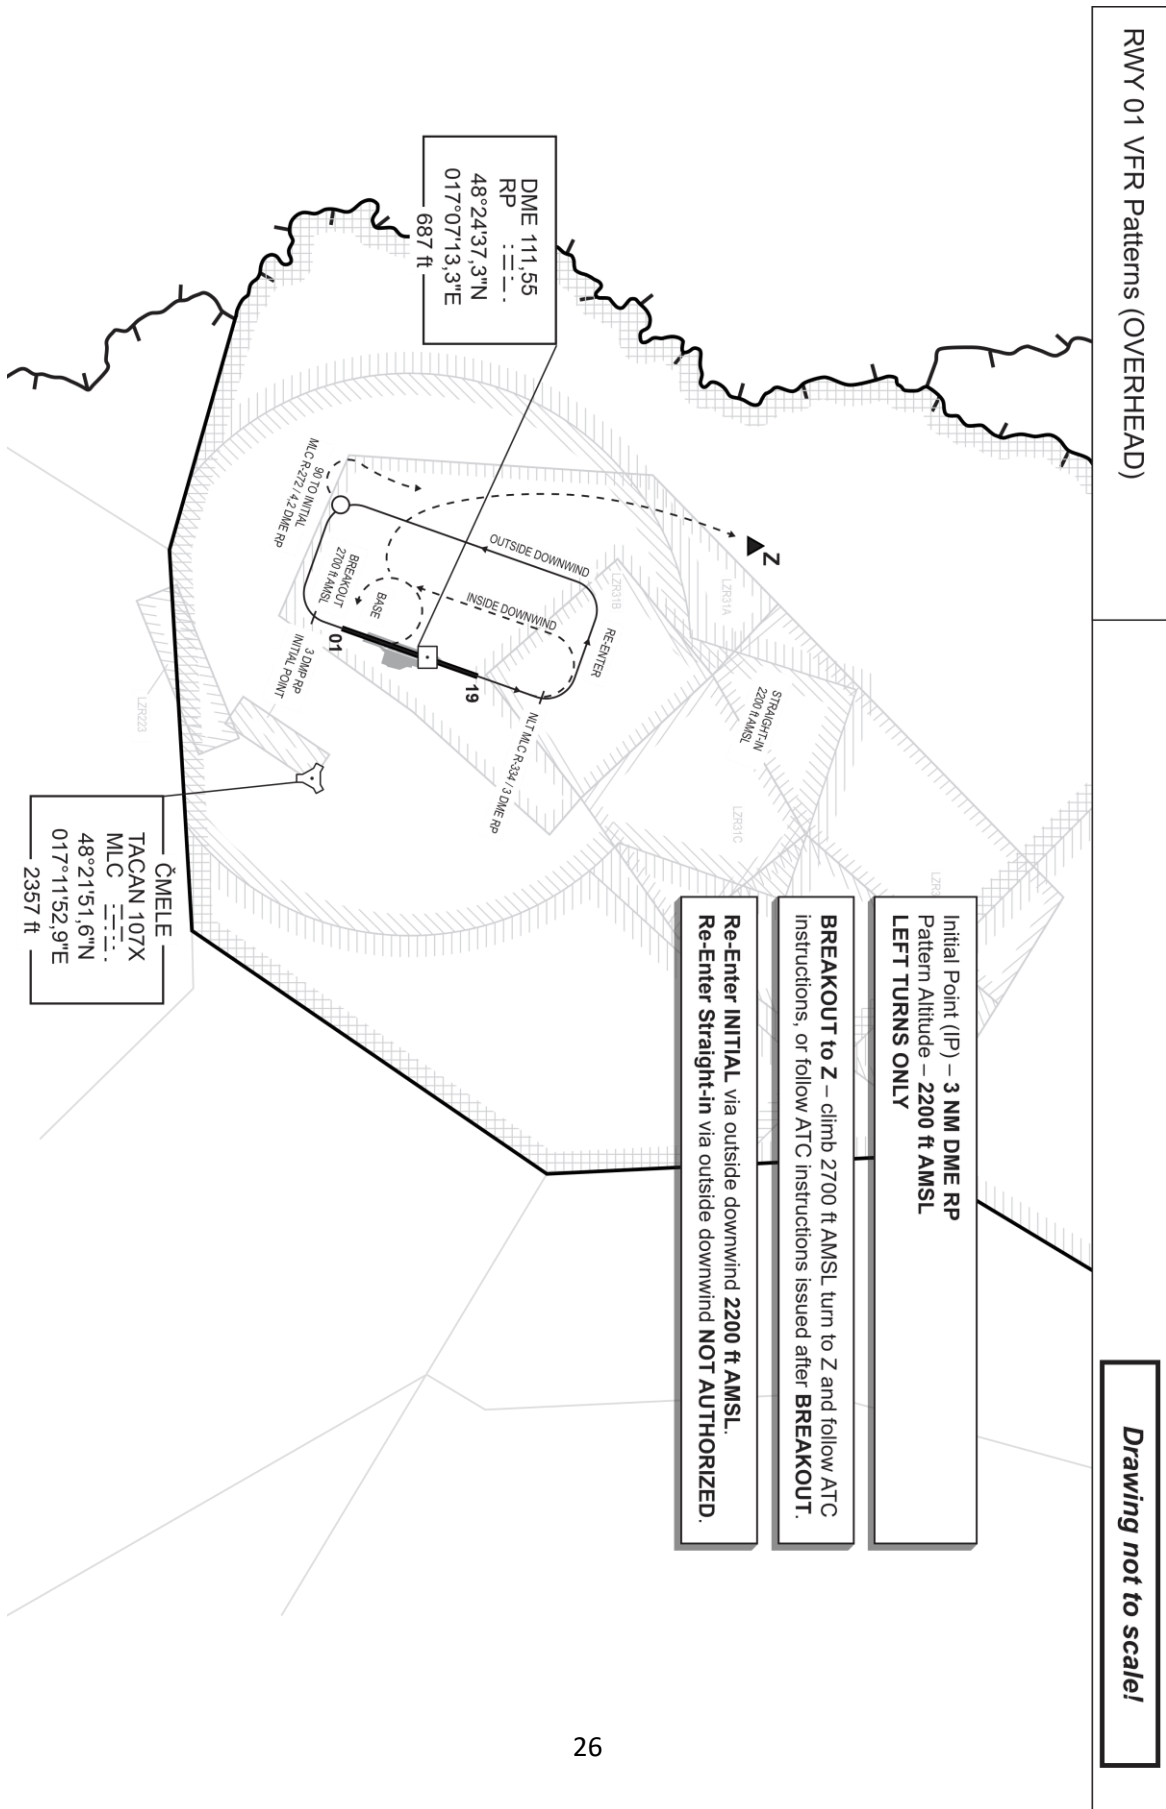 RWY 01 VFR Patterns (OVERHEAD)
Drawing not to scale!
Initial Point (IP) – 3 NM DME RP
Pattern Altitude – 2200 ft AMSL
LEFT TURNS ONLY
BREAKOUT to Z – climb 2700 ft AMSL turn to Z and follow ATC
instructions, or follow ATC instructions issued after BREAKOUT.
Re-Enter INITIAL via outside downwind 2200 ft AMSL.
Re-Enter Straight-in via outside downwind NOT AUTHORIZED.
DME 111,55
RP
48°24'37,3"N
017°07'13,3"E
687 ft
Z
LZR31A
LZR31B
LZR31C
STRAIGHT-IN
2200 ft AMSL
OUTSIDE DOWNWIND
INSIDE DOWNWIND
RE-ENTER
NLT MLC R-334 / 3 DME RP
19
01
BASE
BREAKOUT
2700 ft AMSL
90 TO INITIAL
MLC R-272 / 4,2 DME RP
3 DMP RP
INITIAL POINT
LZR223
ČMELE
TACAN 107X
MLC
48°21'51,6"N
017°11'52,9"E
2357 ft
26